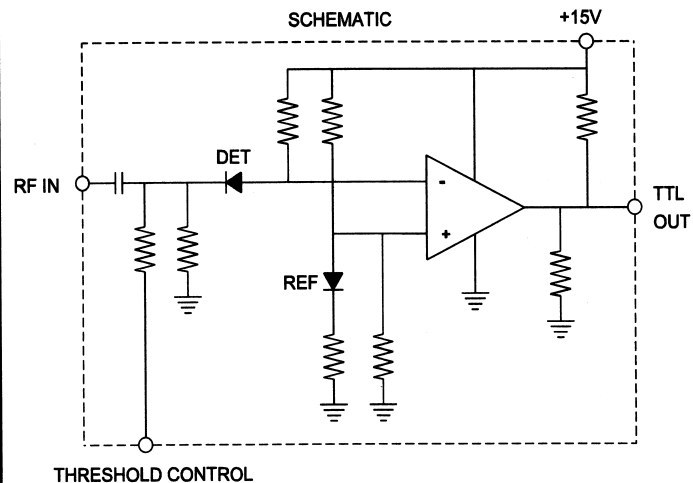 SCHEMATIC
+15V
DET
RF IN
-
+
TTL
OUT
REF
THRESHOLD CONTROL